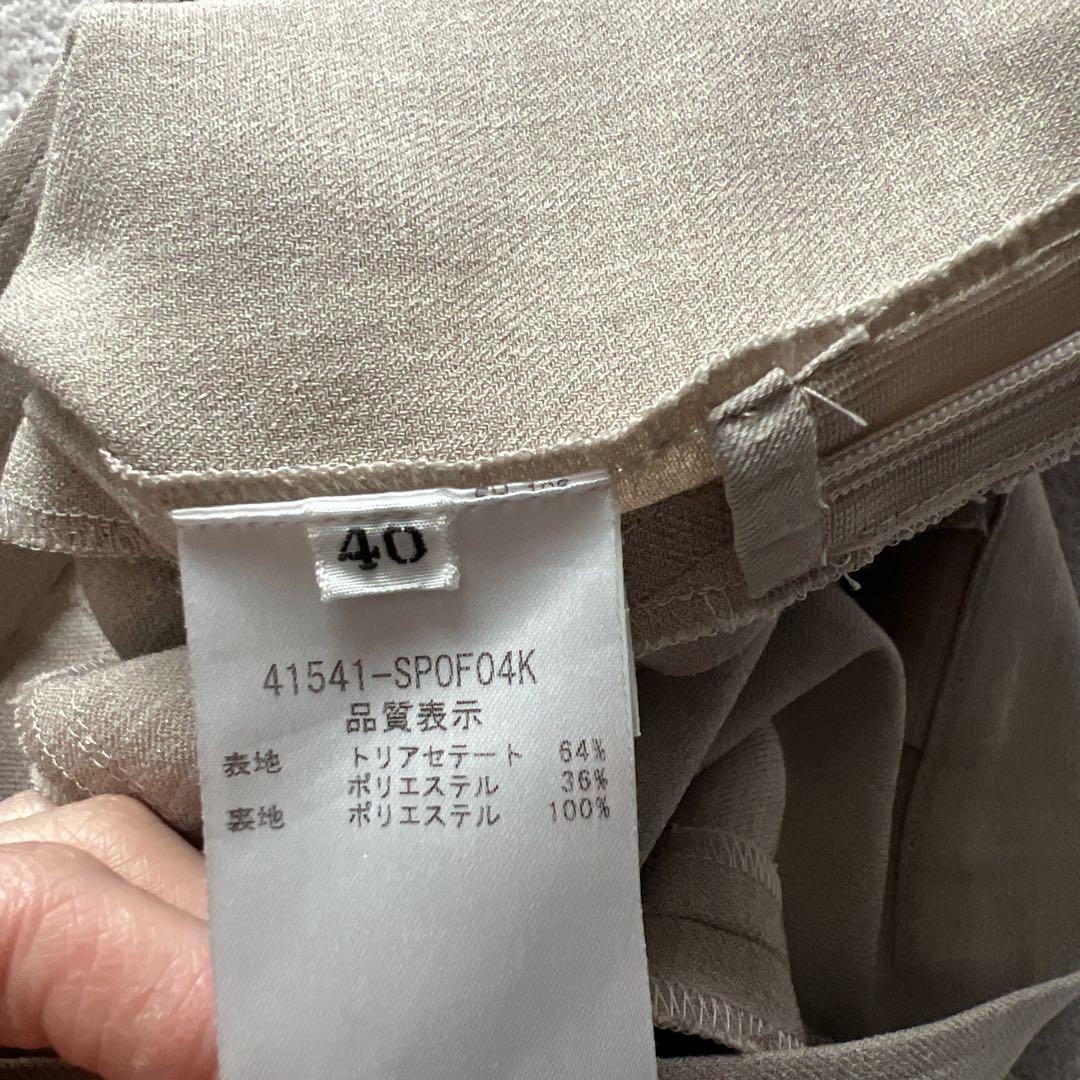 40
41541-SP0F04K
品質表示
表地 トリアセテート 64%
ポリエステル 36%
裏地 ポリエステル 100%